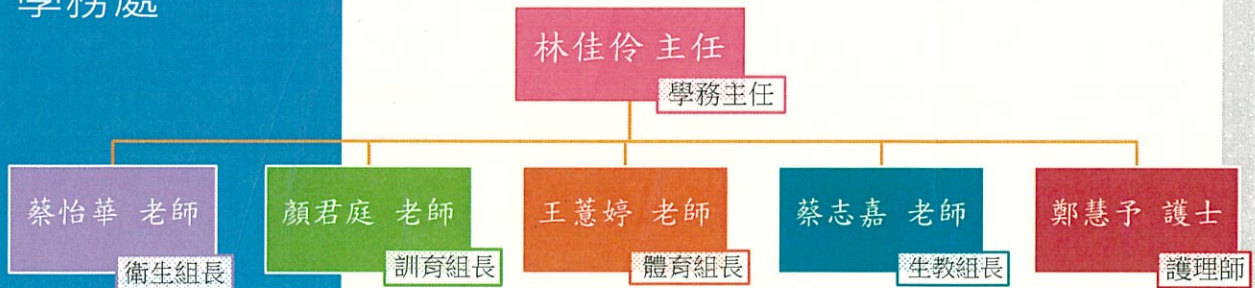 學務處
林佳伶 主任
學務主任
蔡怡華 老師
衛生組長
顏君庭 老師
訓育組長
王薏婷 老師
體育組長
蔡志嘉 老師
生教組長
鄭慧予 護士
護理師